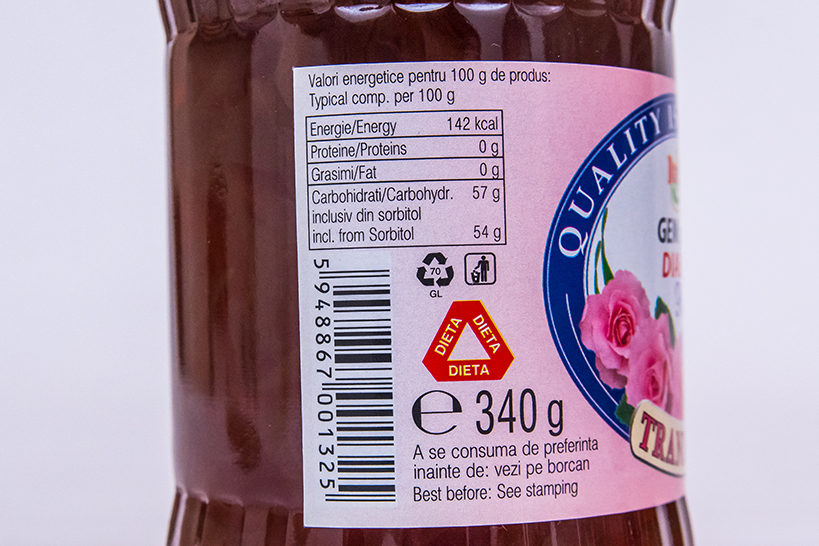 Valori energetice pentru 100 g de produs:
Typical comp. per 100 g
Energie/Energy 142 kcal
Proteine/Proteins 0 g
Grasimi/Fat 0 g
Carbohidrati/Carbohydr. 57 g
inclusiv din sorbitol
incl. from Sorbitol 54 g
5 948867 001325
70
GL
DIETA
DIETA
DIETA
e 340 g
A se consuma de preferinta
inainte de: vezi pe borcan
Best before: See stamping
QUALITY